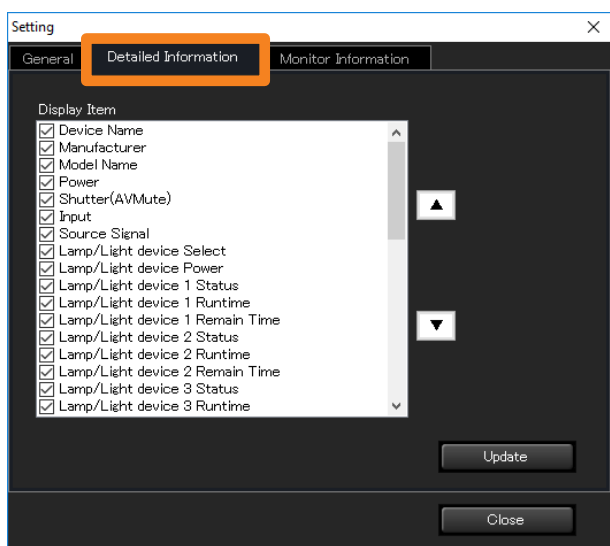 Setting
General Detailed Information Monitor Information
Display Item
Device Name
Manufacturer
Model Name
Power
Shutter(AVMute)
Input
Source Signal
Lamp/Light device Select
Lamp/Light device Power
Lamp/Light device 1 Status
Lamp/Light device 1 Runtime
Lamp/Light device 1 Remain Time
Lamp/Light device 2 Status
Lamp/Light device 2 Runtime
Lamp/Light device 2 Remain Time
Lamp/Light device 3 Status
Lamp/Light device 3 Runtime
Update
Close